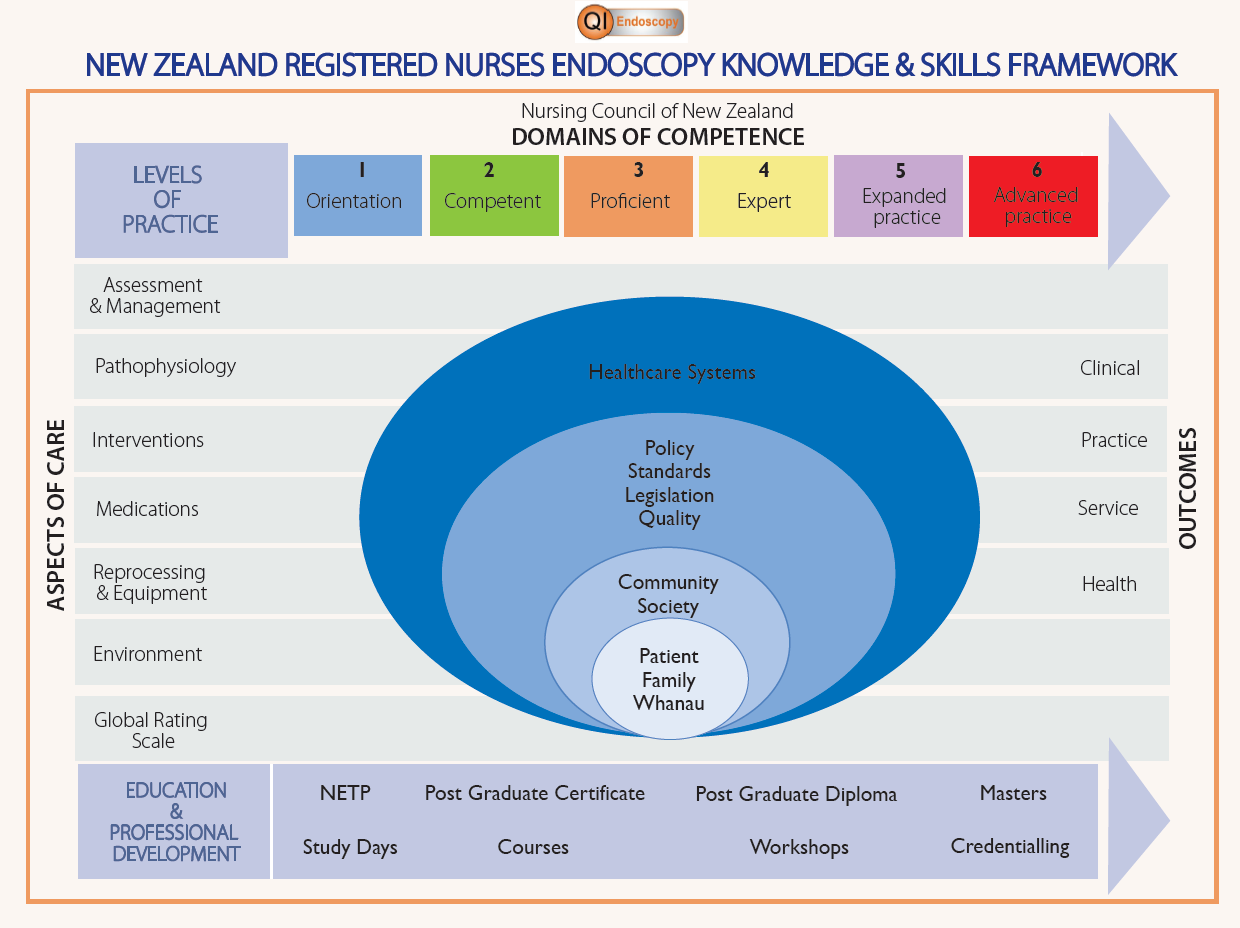 QI Endoscopy
NEW ZEALAND REGISTERED NURSES ENDOSCOPY KNOWLEDGE & SKILLS FRAMEWORK
Nursing Council of New Zealand
DOMAINS OF COMPETENCE
LEVELS
OF
PRACTICE
1
Orientation
2
Competent
3
Proficient
4
Expert
5
Expanded
practice
6
Advanced
practice
ASPECTS OF CARE
Assessment
& Management
Pathophysiology
Interventions
Medications
Reprocessing
& Equipment
Environment
Global Rating
Scale
Healthcare Systems
Policy
Standards
Legislation
Quality
Community
Society
Patient
Family
Whanau
OUTCOMES
Clinical
Practice
Service
Health
EDUCATION
&
PROFESSIONAL
DEVELOPMENT
NETP
Post Graduate Certificate
Post Graduate Diploma
Masters
Study Days
Courses
Workshops
Credentialling